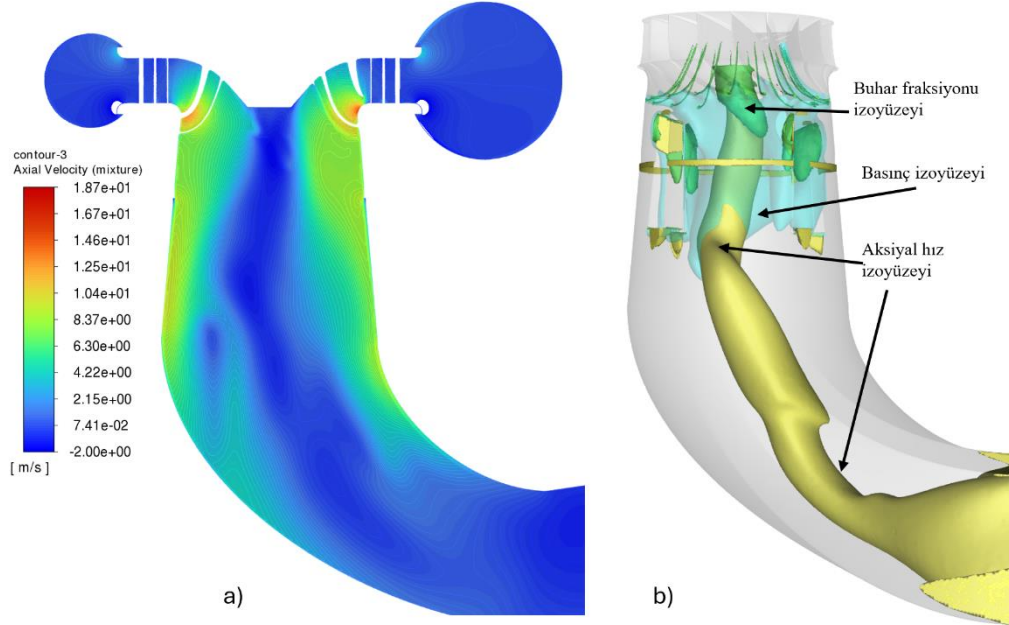 contour-3
Axial Velocity (mixture)
1.87e+01
1.66e+01
1.46e+01
1.25e+01
1.04e+01
8.37e+00
6.30e+00
4.22e+00
2.15e+00
7.41e-02
-2.00e+00
[ m/s ]
a)
Buhar fraksiyonu
izoyüzeyi
Basınç izoyüzeyi
Aksiyal hız
izoyüzeyi
b)